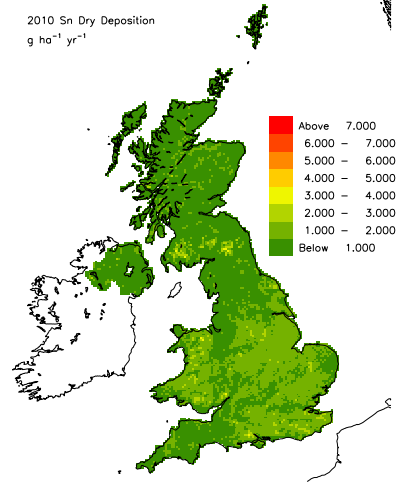 2010 Sn Dry Deposition
g ha⁻¹ yr⁻¹
Above 7.000
6.000 – 7.000
5.000 – 6.000
4.000 – 5.000
3.000 – 4.000
2.000 – 3.000
1.000 – 2.000
Below 1.000